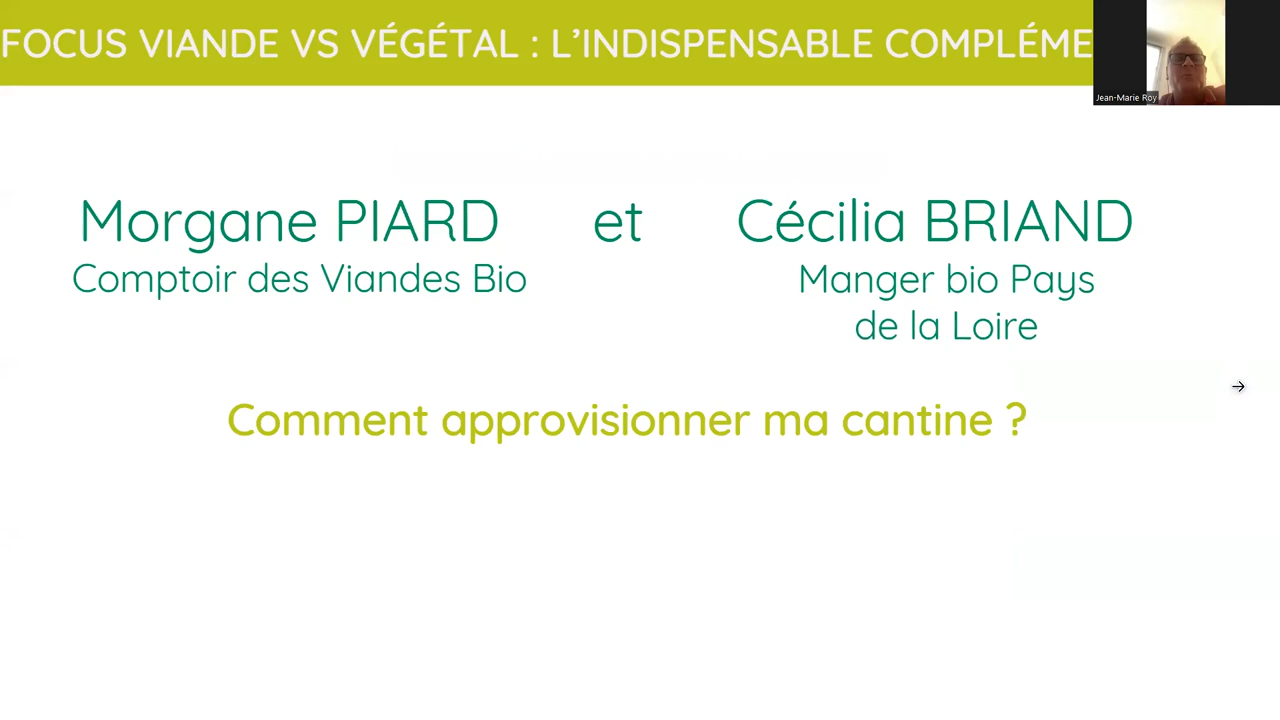 FOCUS VIANDE VS VÉGÉTAL : L'INDISPENSABLE COMPLÉME
Jean-Marie Roy
Morgane PIARD et Cécilia BRIAND
Comptoir des Viandes Bio
Manger bio Pays
de la Loire
Comment approvisionner ma cantine ?